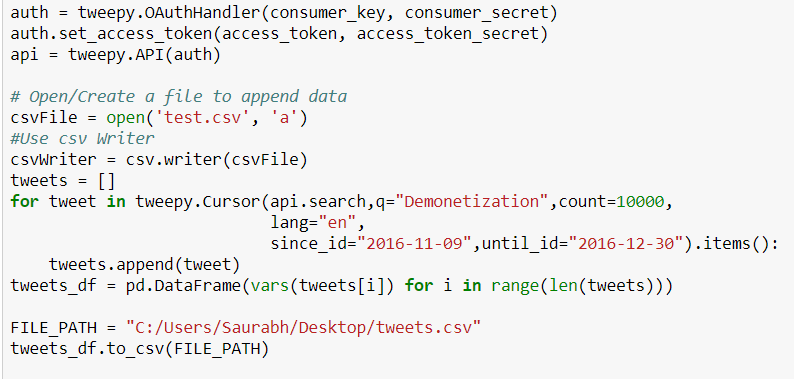 auth = tweepy.OAuthHandler(consumer_key, consumer_secret)
auth.set_access_token(access_token, access_token_secret)
api = tweepy.API(auth)
# Open/Create a file to append data
csvFile = open('test.csv', 'a')
#Use csv Writer
csvWriter = csv.writer(csvFile)
tweets = []
for tweet in tweepy.Cursor(api.search,q="Demonetization",count=10000,
lang="en",
since_id="2016-11-09",until_id="2016-12-30").items():
tweets.append(tweet)
tweets_df = pd.DataFrame(vars(tweets[i]) for i in range(len(tweets)))
FILE_PATH = "C:/Users/Saurabh/Desktop/tweets.csv"
tweets_df.to_csv(FILE_PATH)